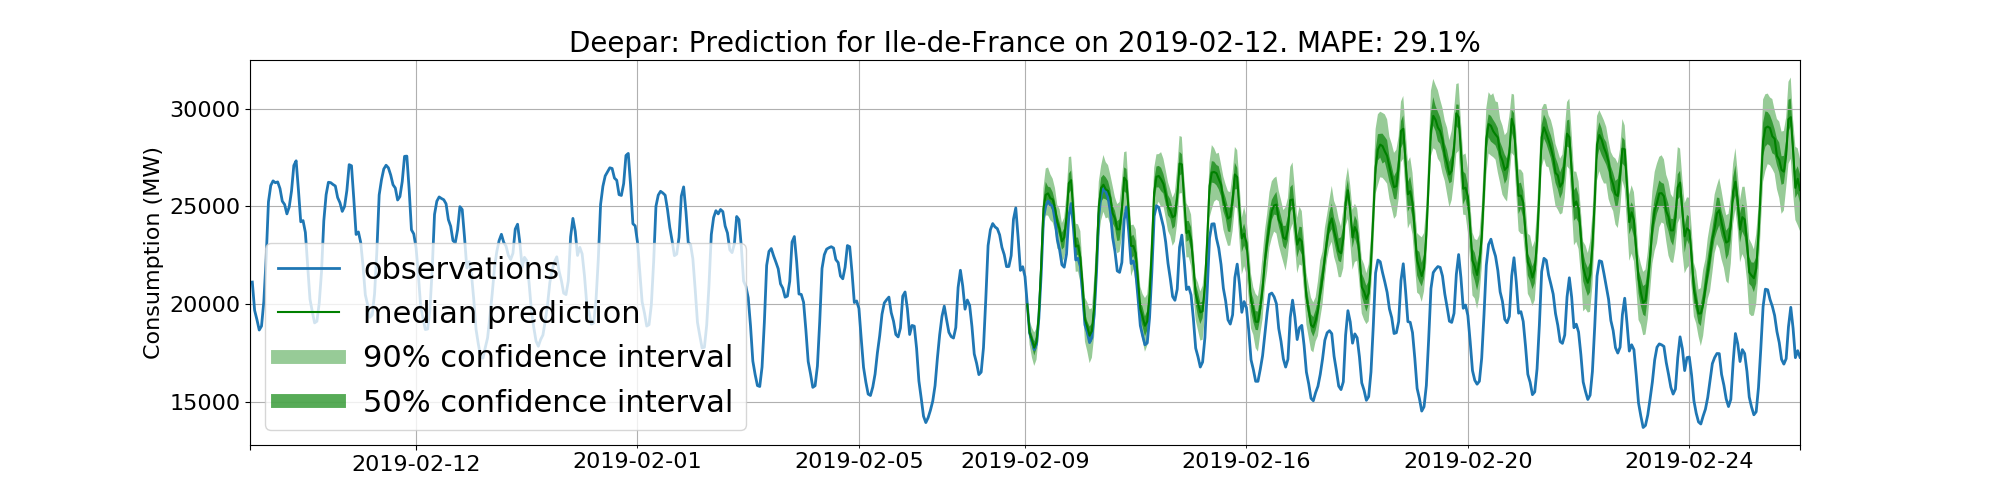 Deepar: Prediction for Ile-de-France on 2019-02-12. MAPE: 29.1%
Consumption (MW)
30000
25000
20000
15000
observations
median prediction
90% confidence interval
50% confidence interval
2019-02-12 2019-02-01 2019-02-05 2019-02-09 2019-02-16 2019-02-20 2019-02-24